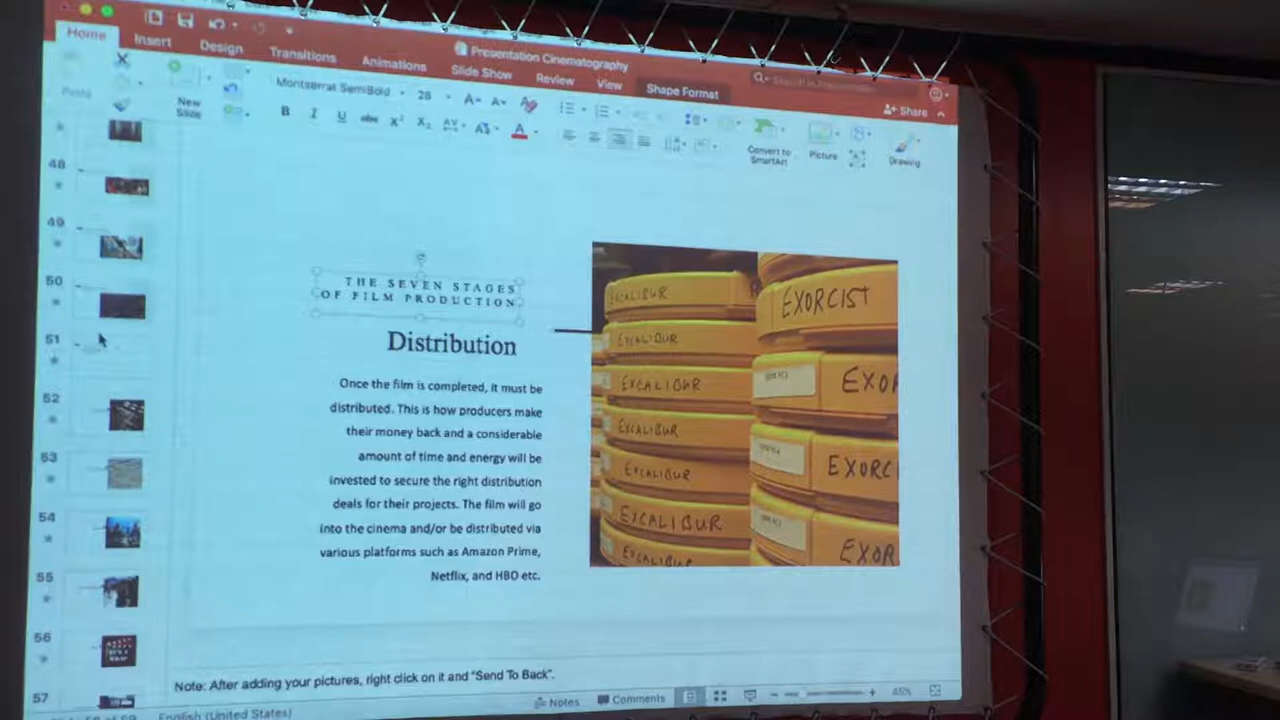 Presentation Cinematography
Home Insert Design Transitions Animations Slide Show Review View Shape Format
Share
Paste
New
Slide
Montserrat SemiBold 28
Convert to
SmartArt
Picture
Drawing
48
49
50
51
52
53
54
55
56
57
THE SEVEN STAGES
OF FILM PRODUCTION
Distribution
Once the film is completed, it must be
distributed. This is how producers make
their money back and a considerable
amount of time and energy will be
invested to secure the right distribution
deals for their projects. The film will go
into the cinema and/or be distributed via
various platforms such as Amazon Prime,
Netflix, and HBO etc.
EXCALIBUR
EXCALIBUR
EXCALIBUR
EXCALIBUR
EXCALIBUR
EXCALIBUR
EXCALIBUR
EXORCIST
EXOR
EXORC
EXOR
Note: After adding your pictures, right click on it and "Send To Back".
English (United States)
Notes Comments 45%